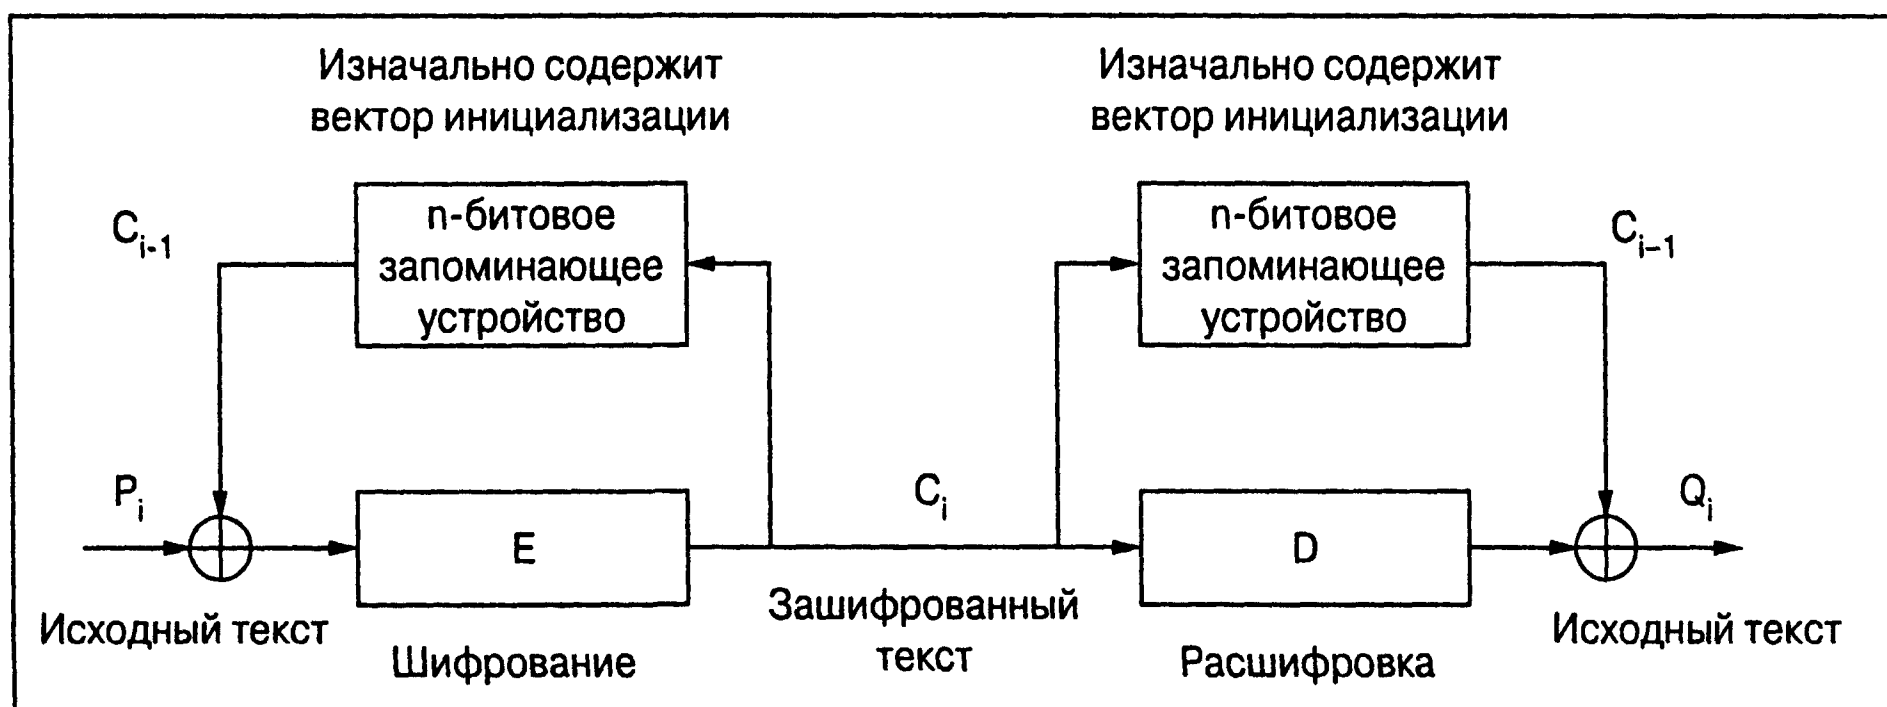 Изначально содержит
вектор инициализации
Изначально содержит
вектор инициализации
C_{i-1}
n-битовое
запоминающее
устройство
n-битовое
запоминающее
устройство
C_{i–1}
P_i
E
C_i
D
Q_i
Исходный текст
Шифрование
Зашифрованный
текст
Расшифровка
Исходный текст